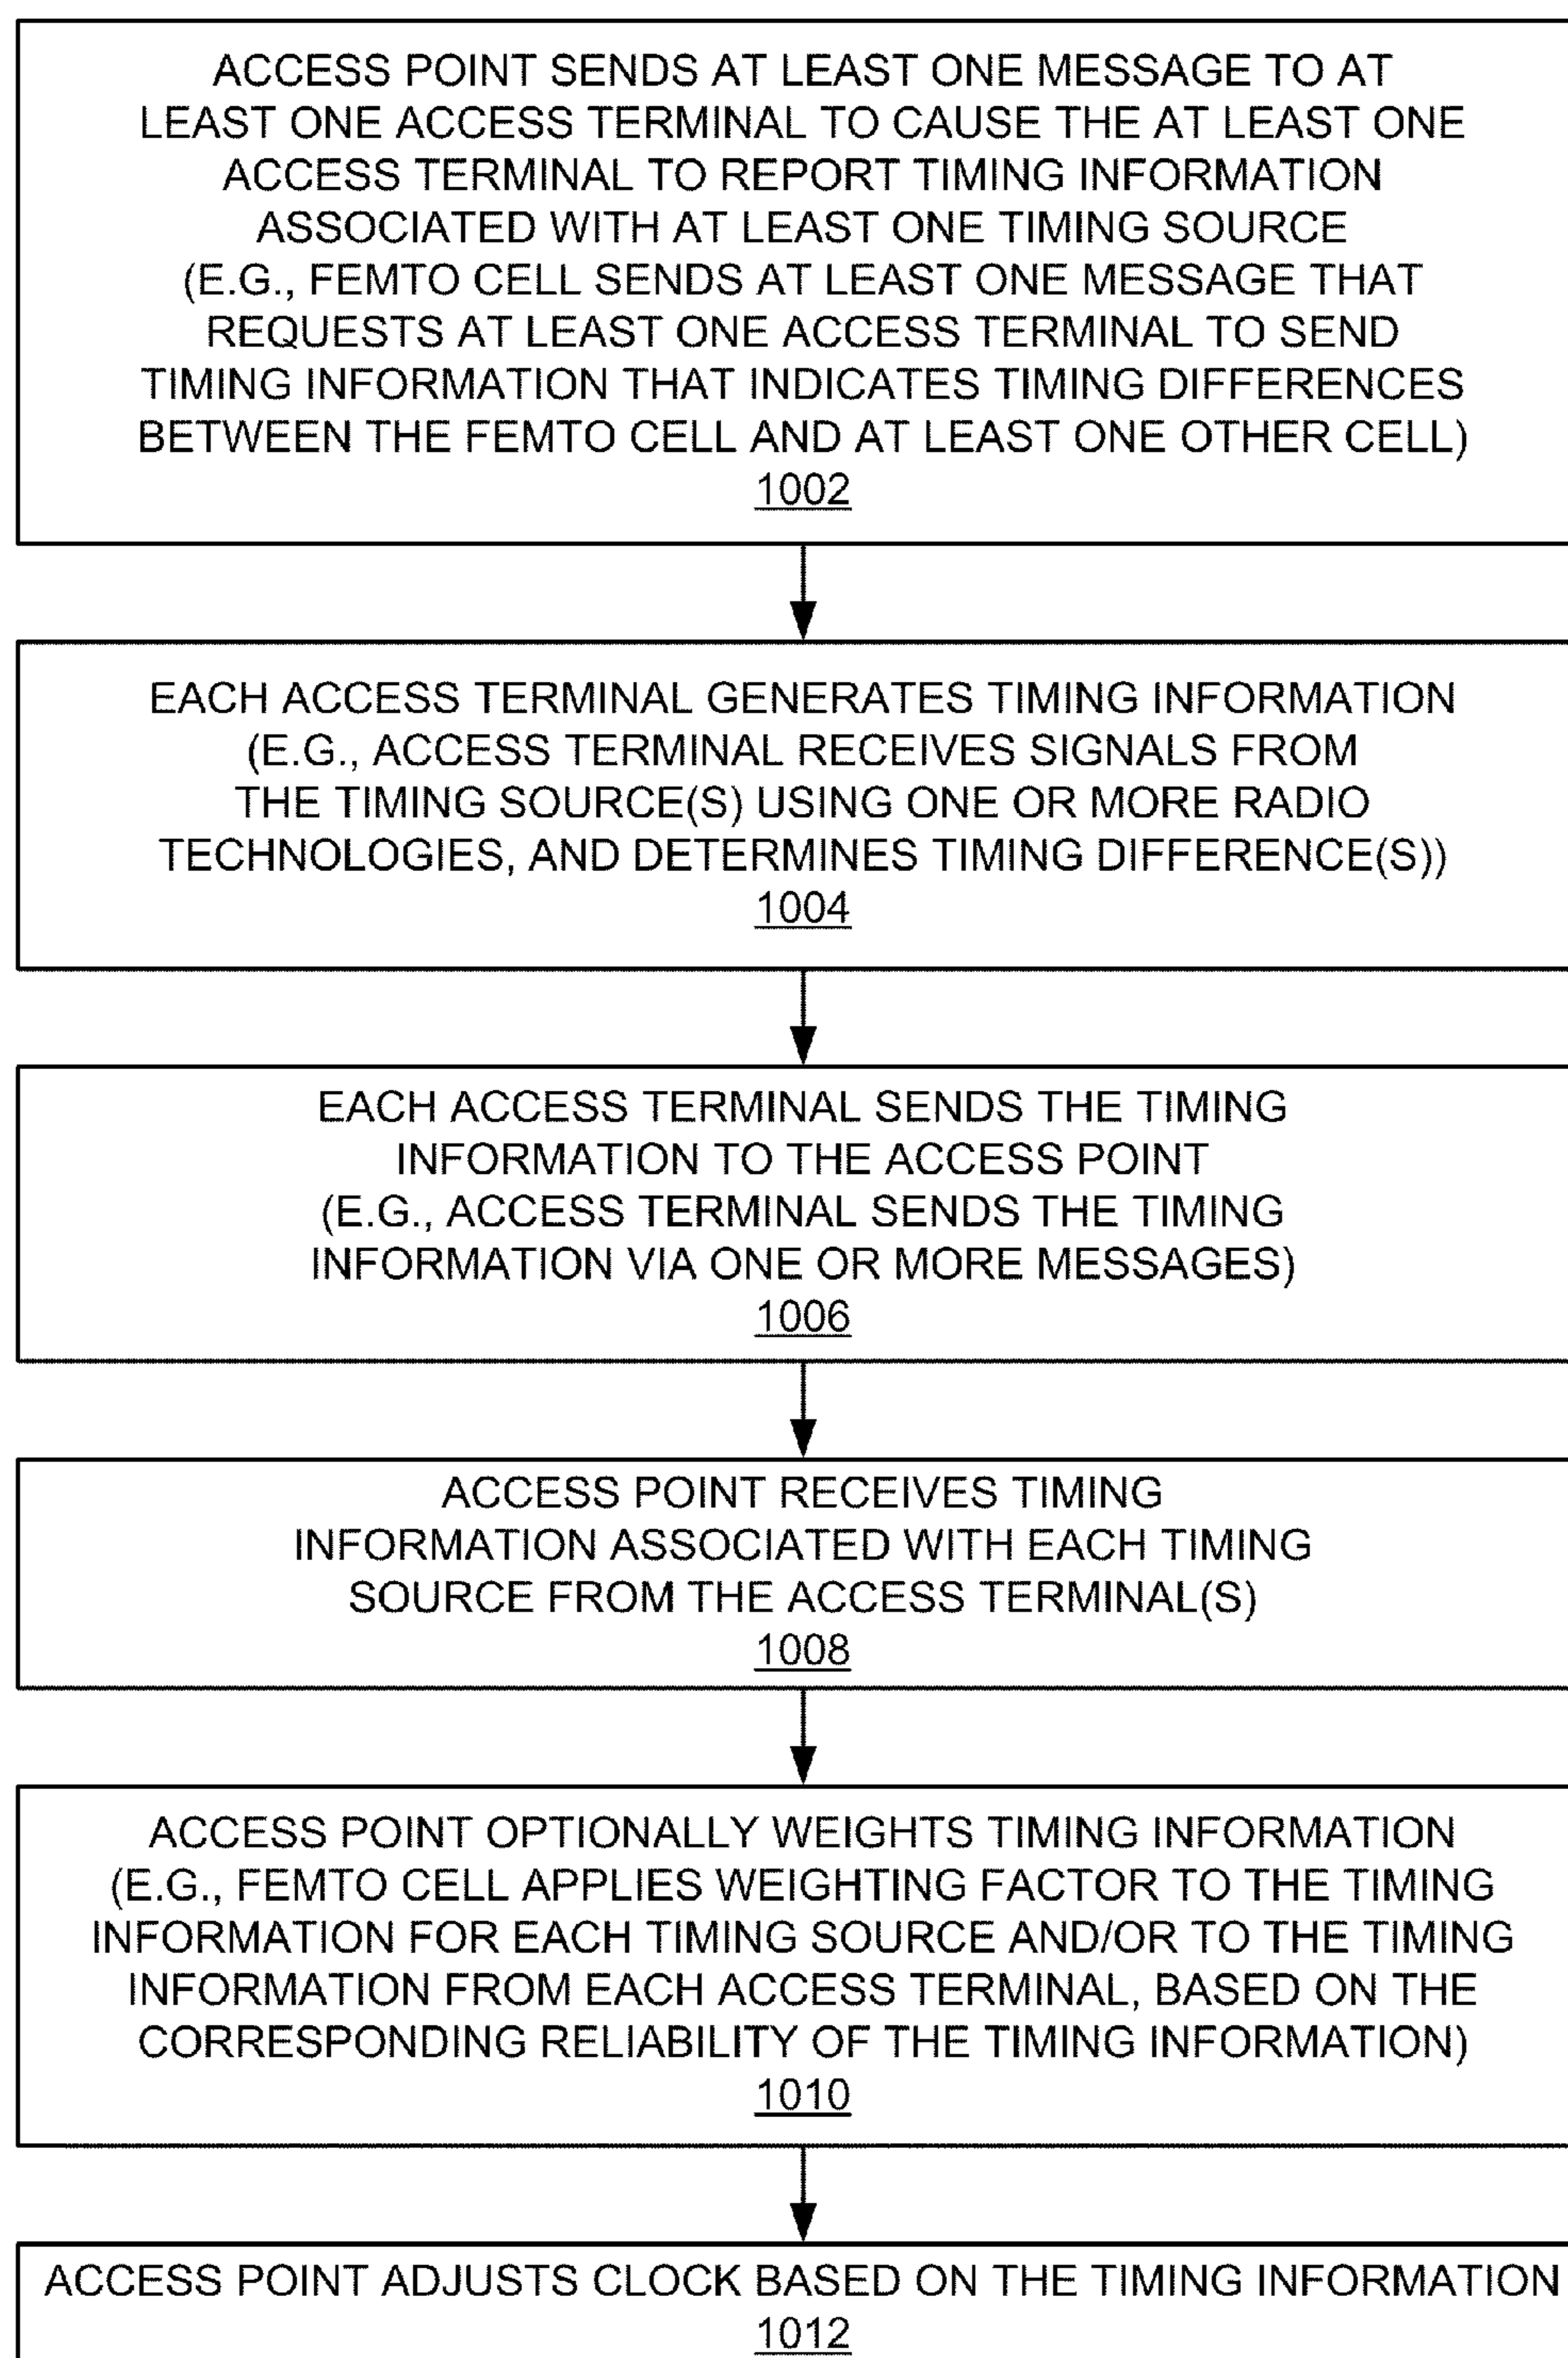 ACCESS POINT SENDS AT LEAST ONE MESSAGE TO AT
LEAST ONE ACCESS TERMINAL TO CAUSE THE AT LEAST ONE
ACCESS TERMINAL TO REPORT TIMING INFORMATION
ASSOCIATED WITH AT LEAST ONE TIMING SOURCE
(E.G., FEMTO CELL SENDS AT LEAST ONE MESSAGE THAT
REQUESTS AT LEAST ONE ACCESS TERMINAL TO SEND
TIMING INFORMATION THAT INDICATES TIMING DIFFERENCES
BETWEEN THE FEMTO CELL AND AT LEAST ONE OTHER CELL)
1002
EACH ACCESS TERMINAL GENERATES TIMING INFORMATION
(E.G., ACCESS TERMINAL RECEIVES SIGNALS FROM
THE TIMING SOURCE(S) USING ONE OR MORE RADIO
TECHNOLOGIES, AND DETERMINES TIMING DIFFERENCE(S))
1004
EACH ACCESS TERMINAL SENDS THE TIMING
INFORMATION TO THE ACCESS POINT
(E.G., ACCESS TERMINAL SENDS THE TIMING
INFORMATION VIA ONE OR MORE MESSAGES)
1006
ACCESS POINT RECEIVES TIMING
INFORMATION ASSOCIATED WITH EACH TIMING
SOURCE FROM THE ACCESS TERMINAL(S)
1008
ACCESS POINT OPTIONALLY WEIGHTS TIMING INFORMATION
(E.G., FEMTO CELL APPLIES WEIGHTING FACTOR TO THE TIMING
INFORMATION FOR EACH TIMING SOURCE AND/OR TO THE TIMING
INFORMATION FROM EACH ACCESS TERMINAL, BASED ON THE
CORRESPONDING RELIABILITY OF THE TIMING INFORMATION)
1010
ACCESS POINT ADJUSTS CLOCK BASED ON THE TIMING INFORMATION
1012